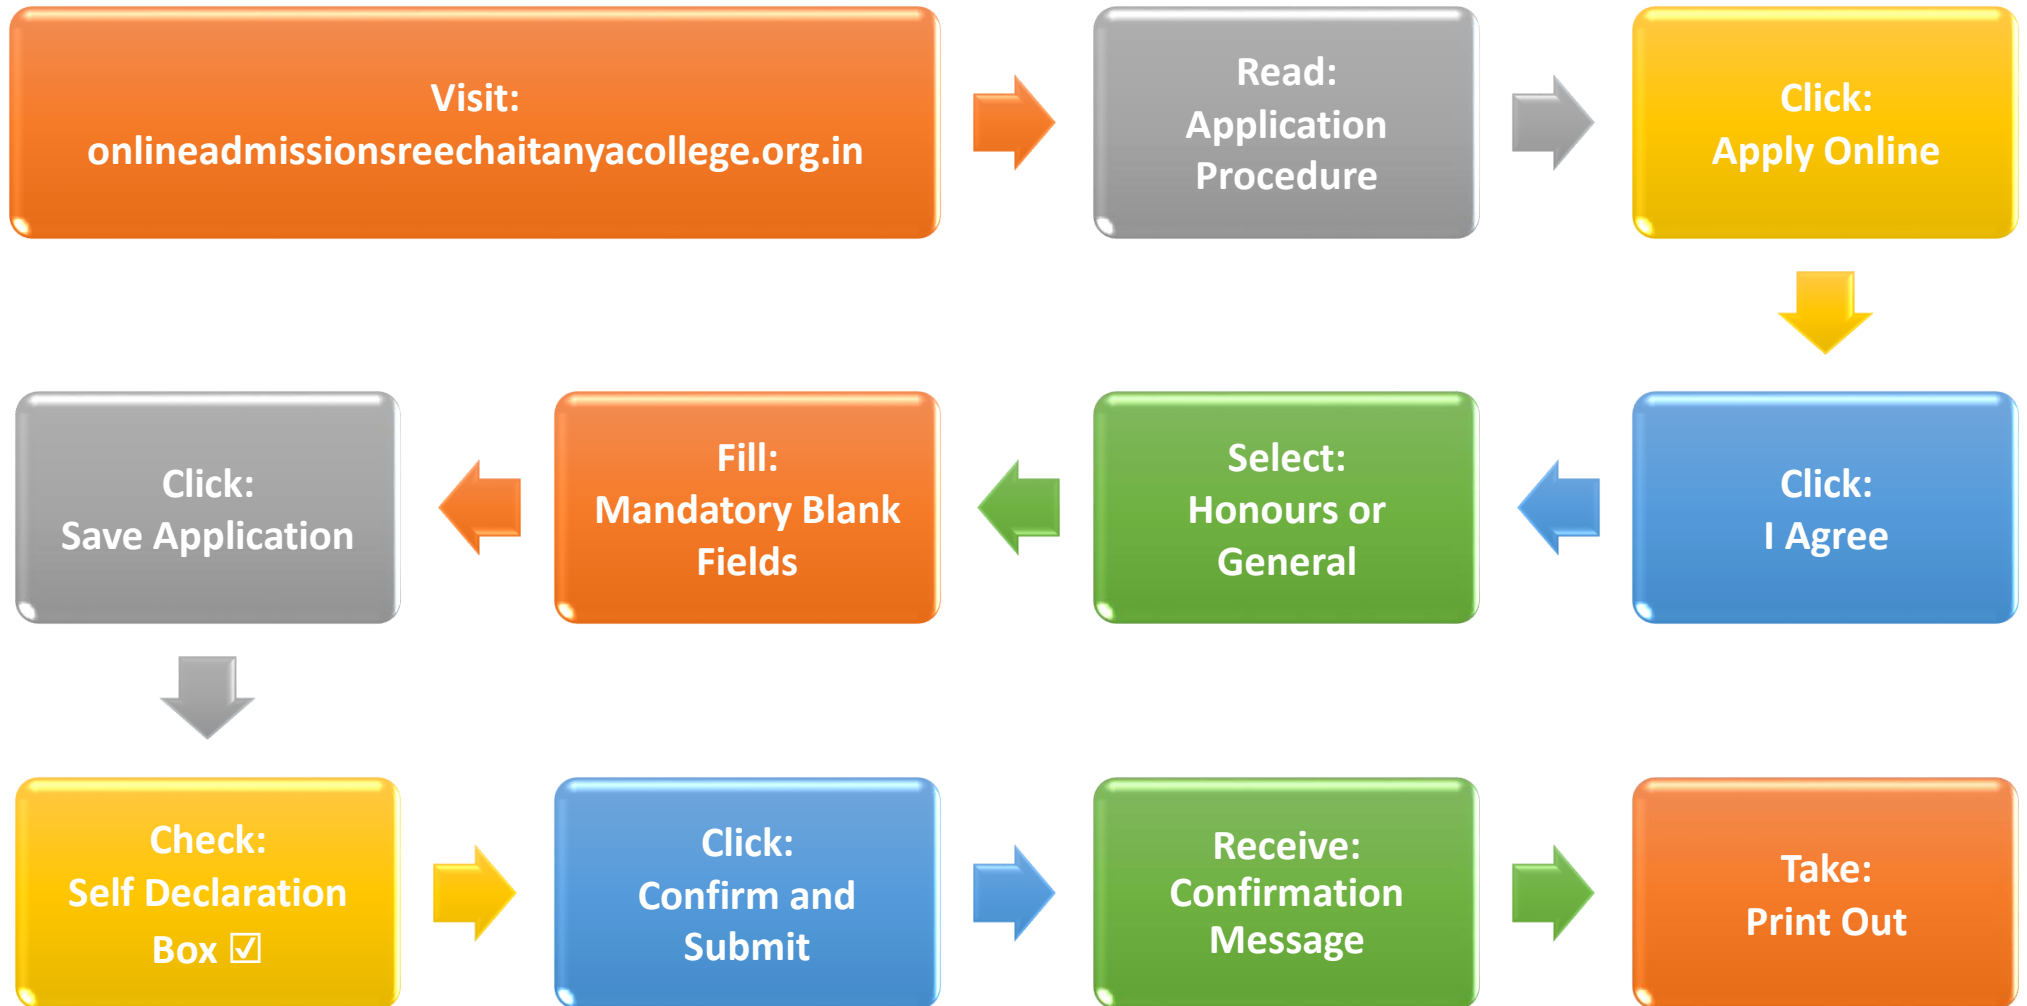 Visit:
onlineadmissionsreechaitanyacollege.org.in
Read:
Application
Procedure
Click:
Apply Online
Click:
I Agree
Select:
Honours or
General
Fill:
Mandatory Blank
Fields
Click:
Save Application
Check:
Self Declaration
Box ☑
Click:
Confirm and
Submit
Receive:
Confirmation
Message
Take:
Print Out